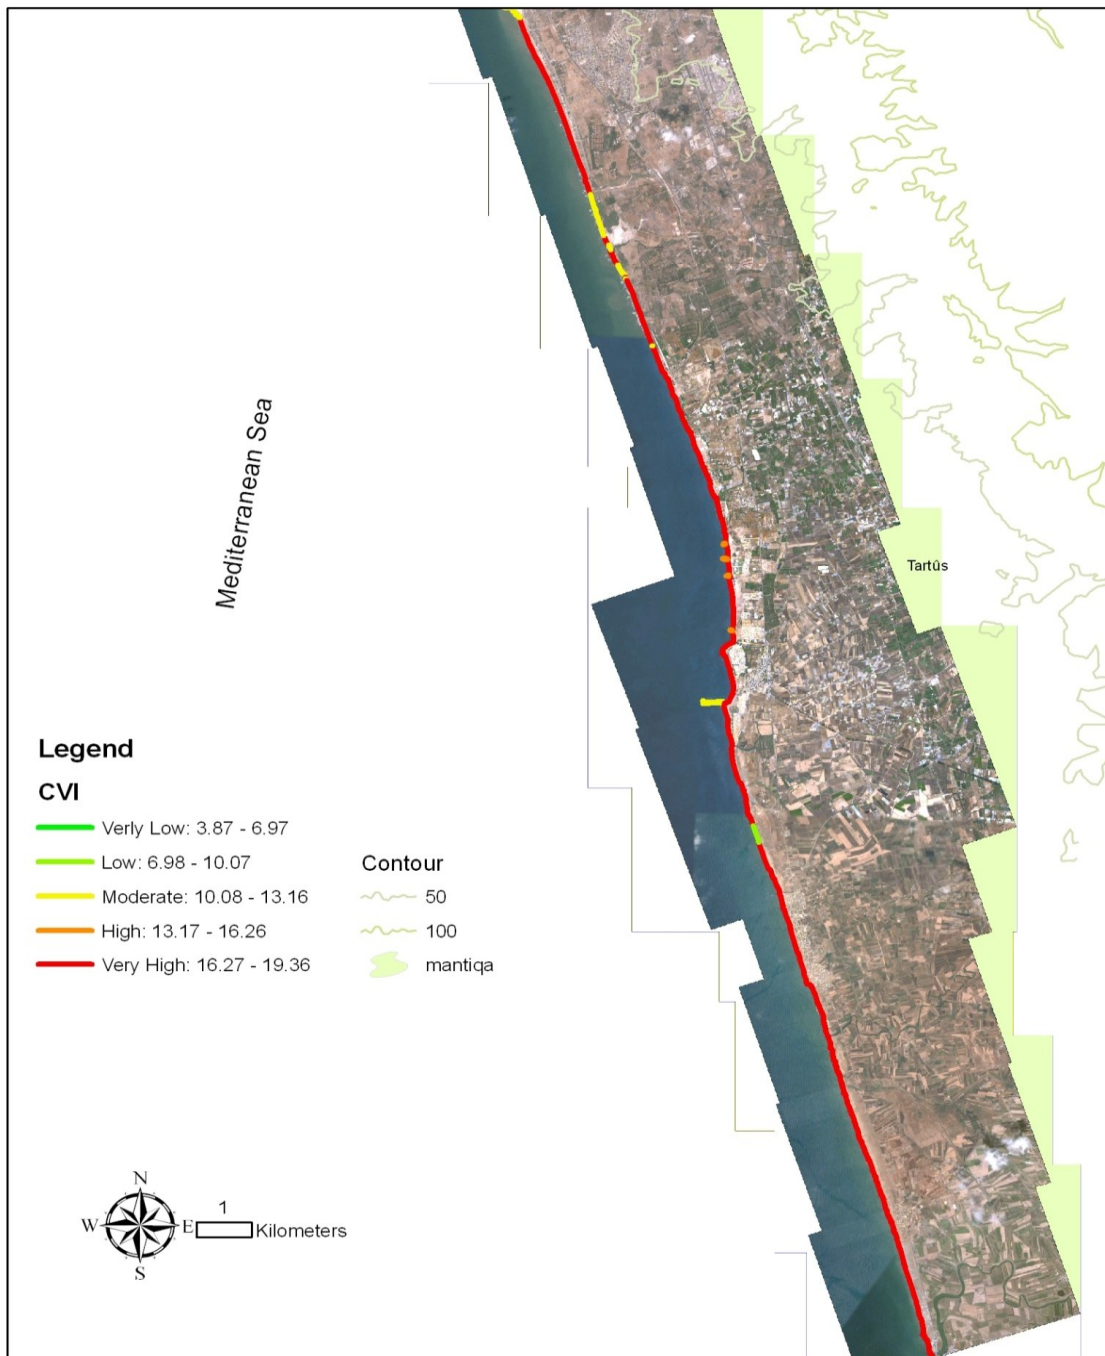 Mediterranean Sea
Tartûs
Legend
CVI
Verly Low: 3.87 - 6.97
Low: 6.98 - 10.07
Moderate: 10.08 - 13.16
High: 13.17 - 16.26
Very High: 16.27 - 19.36
Contour
50
100
mantiqa
N
W E
S
1
Kilometers